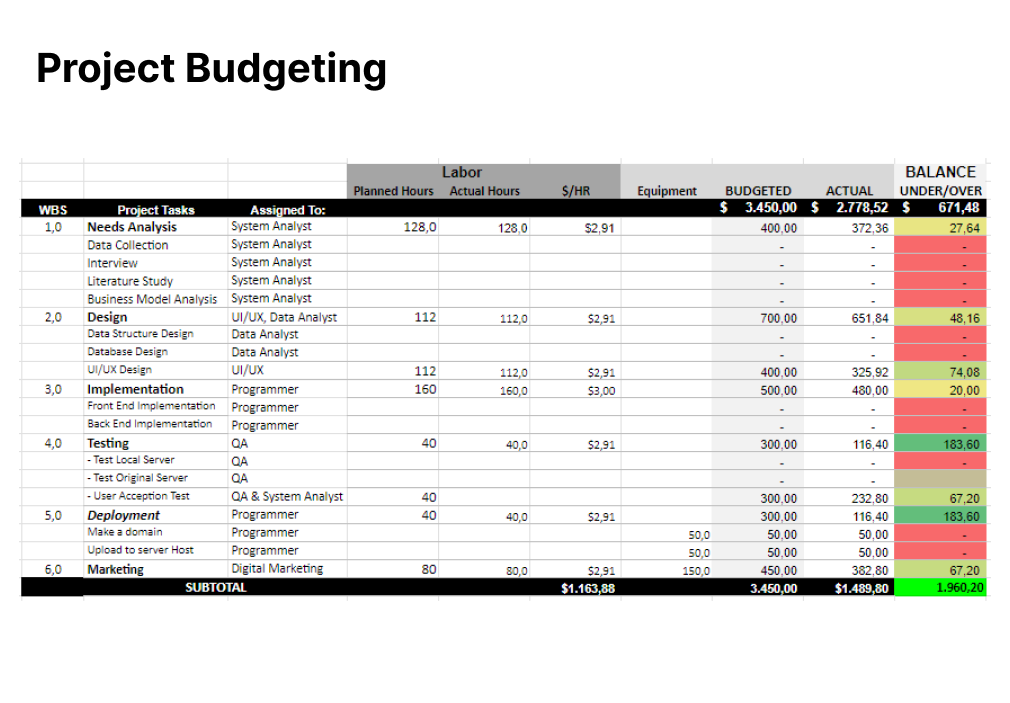 Project Budgeting
Labor BALANCE
Planned Hours Actual Hours $/HR Equipment BUDGETED ACTUAL UNDER/OVER
WBS Project Tasks Assigned To: $ 3.450,00 $ 2.778,52 $ 671,48
1,0 Needs Analysis System Analyst 128,0 128,0 $2,91 400,00 372,36 27,64
Data Collection System Analyst - - -
Interview System Analyst - - -
Literature Study System Analyst - - -
Business Model Analysis System Analyst - - -
2,0 Design UI/UX, Data Analyst 112 112,0 $2,91 700,00 651,84 48,16
Data Structure Design Data Analyst - - -
Database Design Data Analyst - - -
UI/UX Design UI/UX 112 112,0 $2,91 400,00 325,92 74,08
3,0 Implementation Programmer 160 160,0 $3,00 500,00 480,00 20,00
Front End Implementation Programmer - - -
Back End Implementation Programmer - - -
4,0 Testing QA 40 40,0 $2,91 300,00 116,40 183,60
- Test Local Server QA - - -
- Test Original Server QA - -
- User Acception Test QA & System Analyst 40 300,00 232,80 67,20
5,0 Deployment Programmer 40 40,0 $2,91 300,00 116,40 183,60
Make a domain Programmer 50,0 50,00 50,00 -
Upload to server Host Programmer 50,0 50,00 50,00 -
6,0 Marketing Digital Marketing 80 80,0 $2,91 150,0 450,00 382,80 67,20
SUBTOTAL $1.163,88 3.450,00 $1.489,80 1.960,20